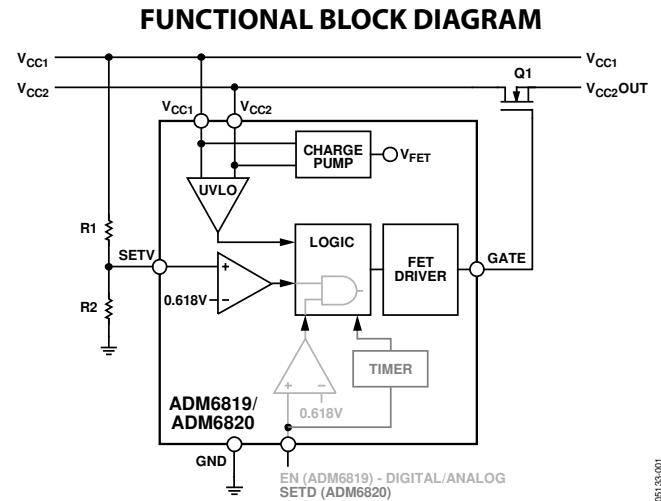 FUNCTIONAL BLOCK DIAGRAM
VCC1
VCC1
Q1
VCC2
VCC2OUT
VCC1
VCC2
CHARGE
PUMP
VFET
UVLO
R1
LOGIC
SETV
FET
DRIVER
GATE
+
0.618V
–
R2
TIMER
+
–
ADM6819/
ADM6820
0.618V
GND
EN (ADM6819) - DIGITAL/ANALOG
SETD (ADM6820)
05133-001